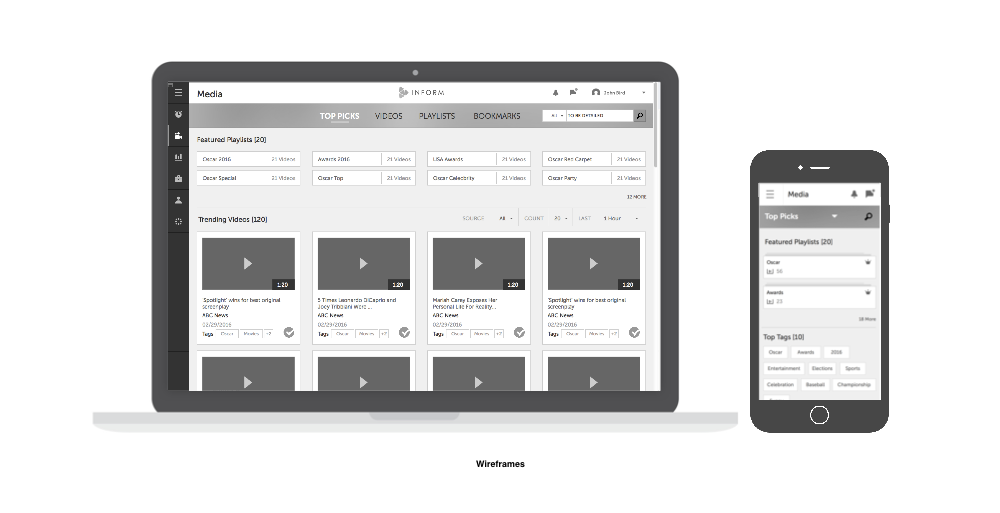 Media
INFORM
John Bird
TOP PICKS VIDEOS PLAYLISTS BOOKMARKS
ALL TO BE DETAILED
Featured Playlists [20]
Oscar 2016 21 Videos Awards 2016 21 Videos USA Awards 21 Videos Oscar Red Carpet 21 Videos
Oscar Special 21 Videos Oscar Top 21 Videos Oscar Celebrity 21 Videos Oscar Party 21 Videos
12 MORE
Trending Videos [120] SOURCE All COUNT 20 LAST 1 Hour
1:20 1:20 1:20 1:20
'Spotlight' wins for best original
screenplay
ABC News
02/29/2016
Tags Oscar Movies +2
5 Times Leonardo DiCaprio and
Joey Tribiani Were ...
ABC News
02/29/2016
Tags Oscar Movies +2
Mariah Carey Exposes Her
Personal Life For Reality...
ABC News
02/29/2016
Tags Oscar Movies +2
'Spotlight' wins for best original
screenplay
ABC News
02/29/2016
Tags Oscar Movies +2
Media
Top Picks
Featured Playlists [20]
Oscar
56
Awards
23
18 More
Top Tags [10]
Oscar Awards 2016
Entertainment Elections Sports
Celebration Baseball Championship
Wireframes